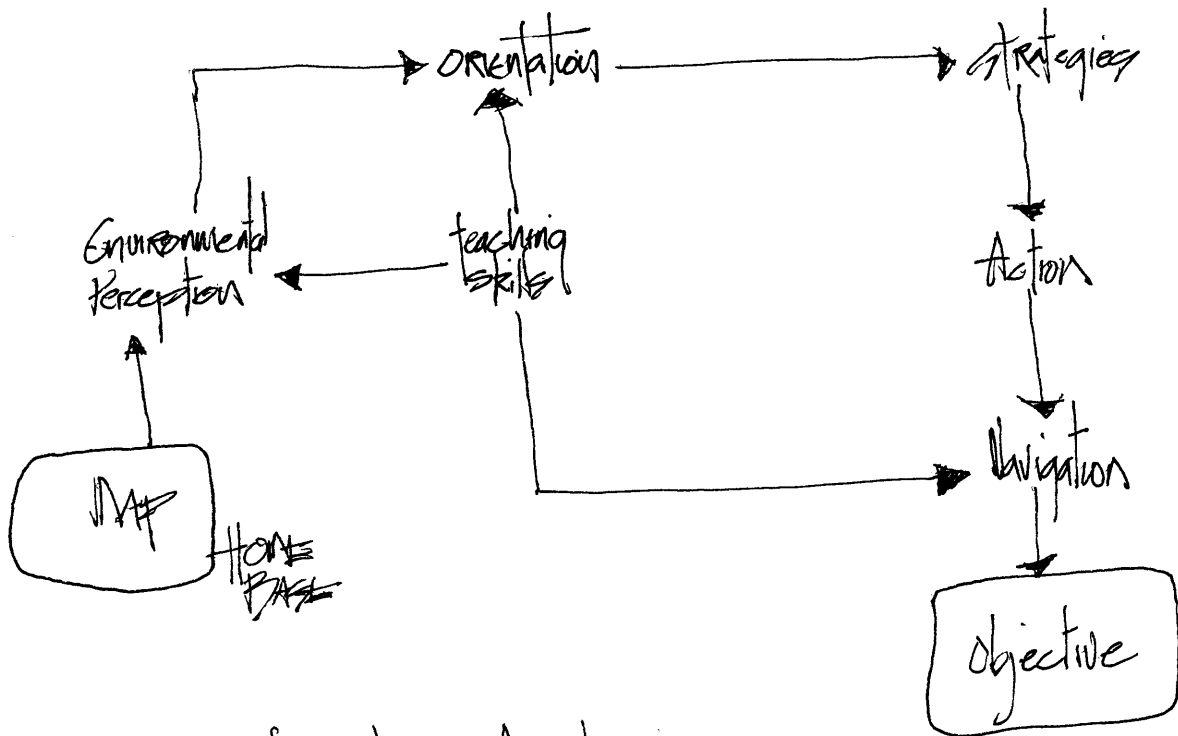 ORIENtation
StRAtegies
ENVIRONmental
Perception
teaching
skills
Action
MAP
HOME
BASE
Navigation
Objective